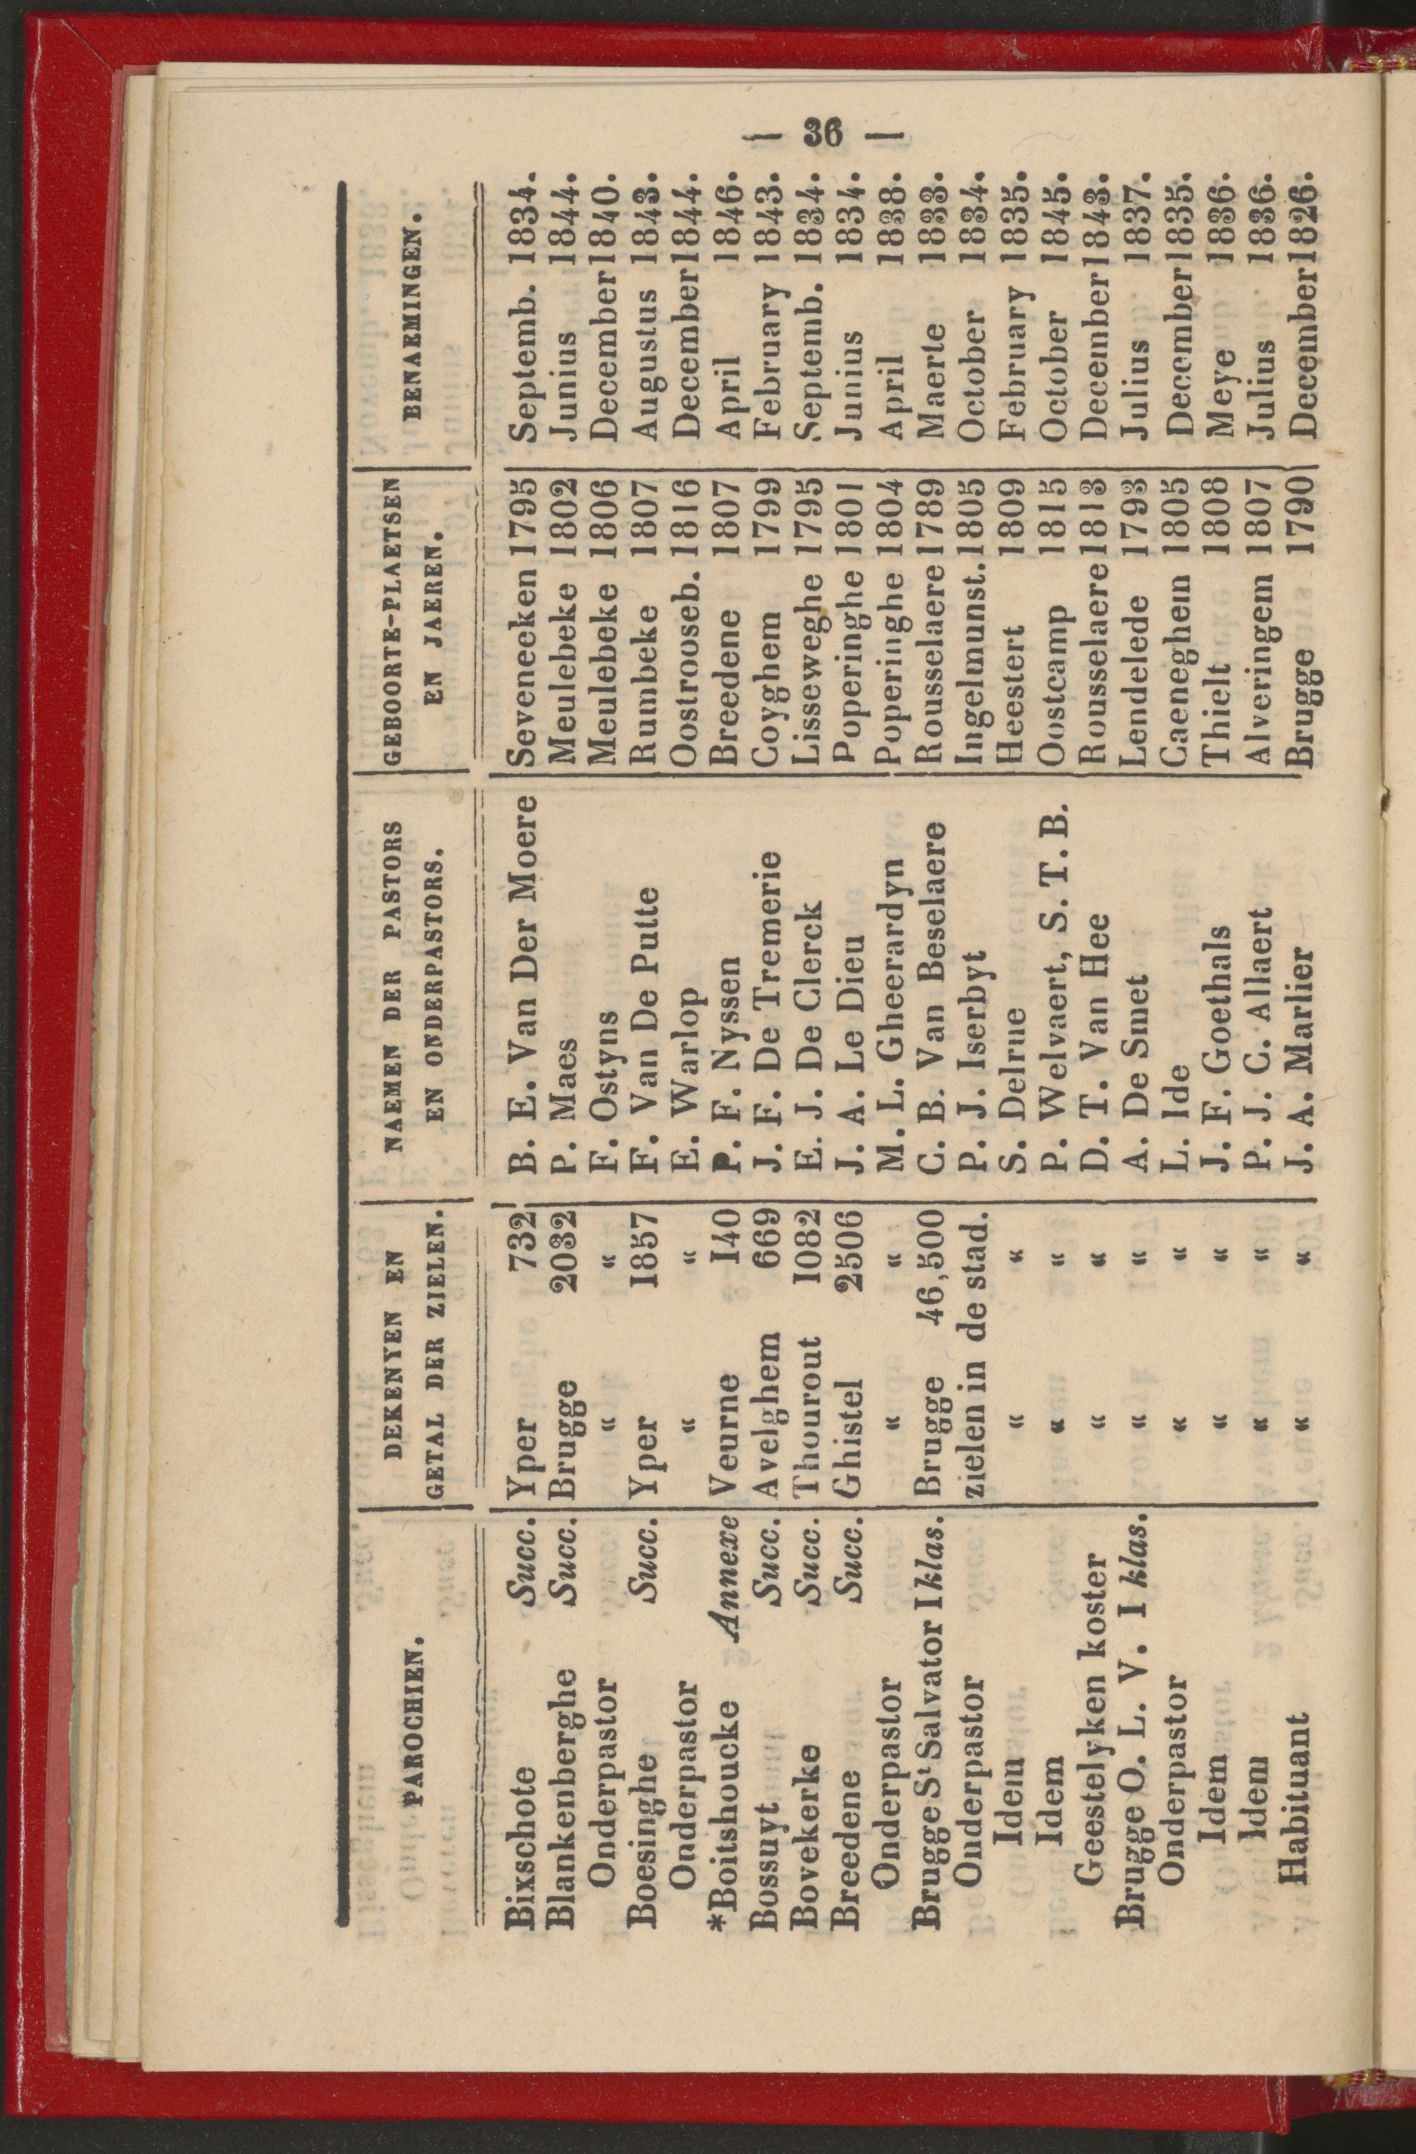 — 36 —
PAROCHIEN. DEKENYEN EN NAEMEN DER PASTORS GEBOORTE-PLAETSEN BENAEMINGEN.
GETAL DER ZIELEN. EN ONDERPASTORS. EN JAEREN.
Bixschote Succ. Yper 732 B. E. Van Der Moere Seveneeken 1795 Septemb. 1834.
Blankenberghe Succ. Brugge 2032 P. Maes Meulebeke 1802 Junius 1844.
Onderpastor « « F. Ostyns Meulebeke 1806 December 1840.
Boesinghe Succ. Yper 1857 F. Van De Putte Rumbeke 1807 Augustus 1843.
Onderpastor « « E. Warlop Oostrooseb. 1816 December 1844.
*Boitshoucke Annexe Veurne 140 P. F. Nyssen Breedene 1807 April 1846.
Bossuyt Succ. Avelghem 669 J. F. De Tremerie Coyghem 1799 February 1843.
Bovekerke Succ. Thourout 1082 E. J. De Clerck Lisseweghe 1795 Septemb. 1834.
Breedene Succ. Ghistel 2506 J. A. Le Dieu Poperinghe 1801 Junius 1834.
Onderpastor « « M. L. Gheerardyn Poperinghe 1804 April 1838.
Brugge St Salvator I klas. Brugge 46,500 C. B. Van Beselaere Rousselaere 1789 Maerte 1833.
Onderpastor zielen in de stad. P. J. Iserbyt Ingelmunst. 1805 October 1834.
Idem « « S. Delrue Heestert 1809 February 1835.
Idem « « P. Welvaert, S. T. B. Oostcamp 1815 October 1845.
Geestelyken koster « « D. T. Van Hee Rousselaere 1813 December 1843.
Brugge O. L. V. I klas. « « A. De Smet Lendelede 1793 Julius 1837.
Onderpastor « « L. Ide Caeneghem 1805 December 1835.
Idem « « J. F. Goethals Thielt 1808 Meye 1836.
Idem « « P. J. C. Allaert Alveringem 1807 Julius 1836.
Habituant « « J. A. Marlier Brugge 1790 December 1826.